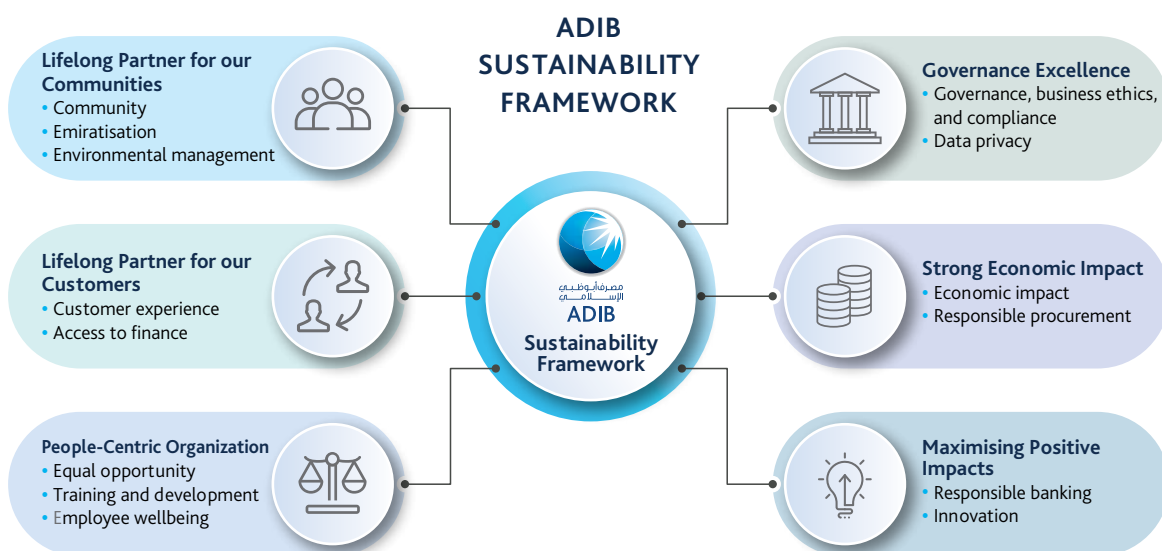 ADIB
SUSTAINABILITY
FRAMEWORK
Lifelong Partner for our
Communities
• Community
• Emiratisation
• Environmental management
Lifelong Partner for our
Customers
• Customer experience
• Access to finance
People-Centric Organization
• Equal opportunity
• Training and development
• Employee wellbeing
مصرف أبوظبي
الإسلامي
ADIB
Sustainability
Framework
Governance Excellence
• Governance, business ethics,
and compliance
• Data privacy
Strong Economic Impact
• Economic impact
• Responsible procurement
Maximising Positive
Impacts
• Responsible banking
• Innovation